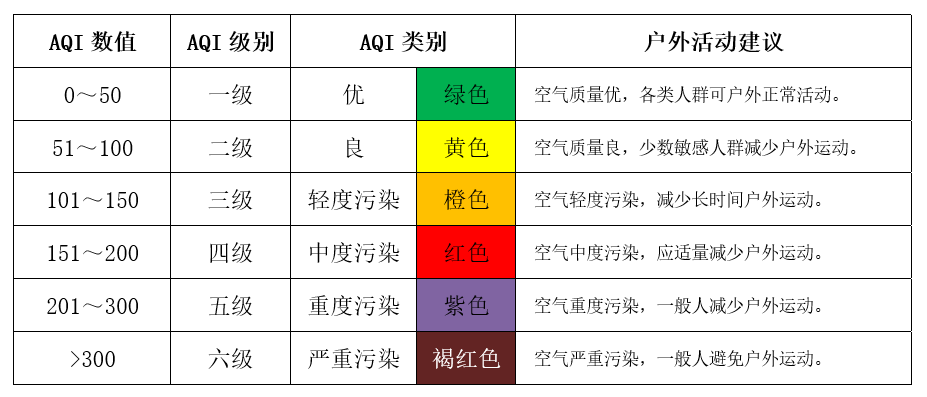 AQI 数值 AQI 级别 AQI 类别 户外活动建议
0～50 一级 优 绿色 空气质量优，各类人群可户外正常活动。
51～100 二级 良 黄色 空气质量良，少数敏感人群减少户外运动。
101～150 三级 轻度污染 橙色 空气轻度污染，减少长时间户外运动。
151～200 四级 中度污染 红色 空气中度污染，应适量减少户外运动。
201～300 五级 重度污染 紫色 空气重度污染，一般人减少户外运动。
>300 六级 严重污染 褐红色 空气严重污染，一般人避免户外运动。